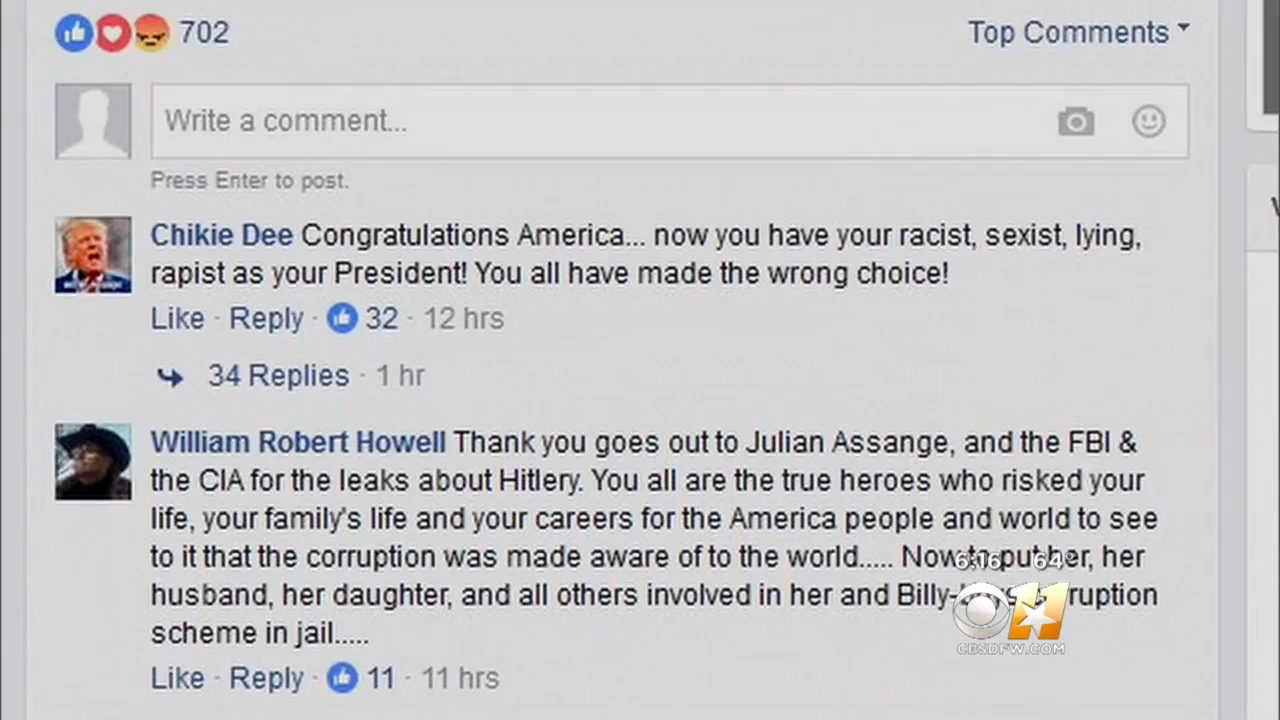 702
Top Comments
Write a comment...
Press Enter to post.
Chikie Dee Congratulations America... now you have your racist, sexist, lying,
rapist as your President! You all have made the wrong choice!
Like · Reply · 32 · 12 hrs
34 Replies · 1 hr
William Robert Howell Thank you goes out to Julian Assange, and the FBI &
the CIA for the leaks about Hitlery. You all are the true heroes who risked your
life, your family's life and your careers for the America people and world to see
to it that the corruption was made aware of to the world..... Now to put her, her
husband, her daughter, and all others involved in her and
scheme in jail.....
Like · Reply · 11 · 11 hrs
6:16 64°
CBS 11
CBSDFW.COM